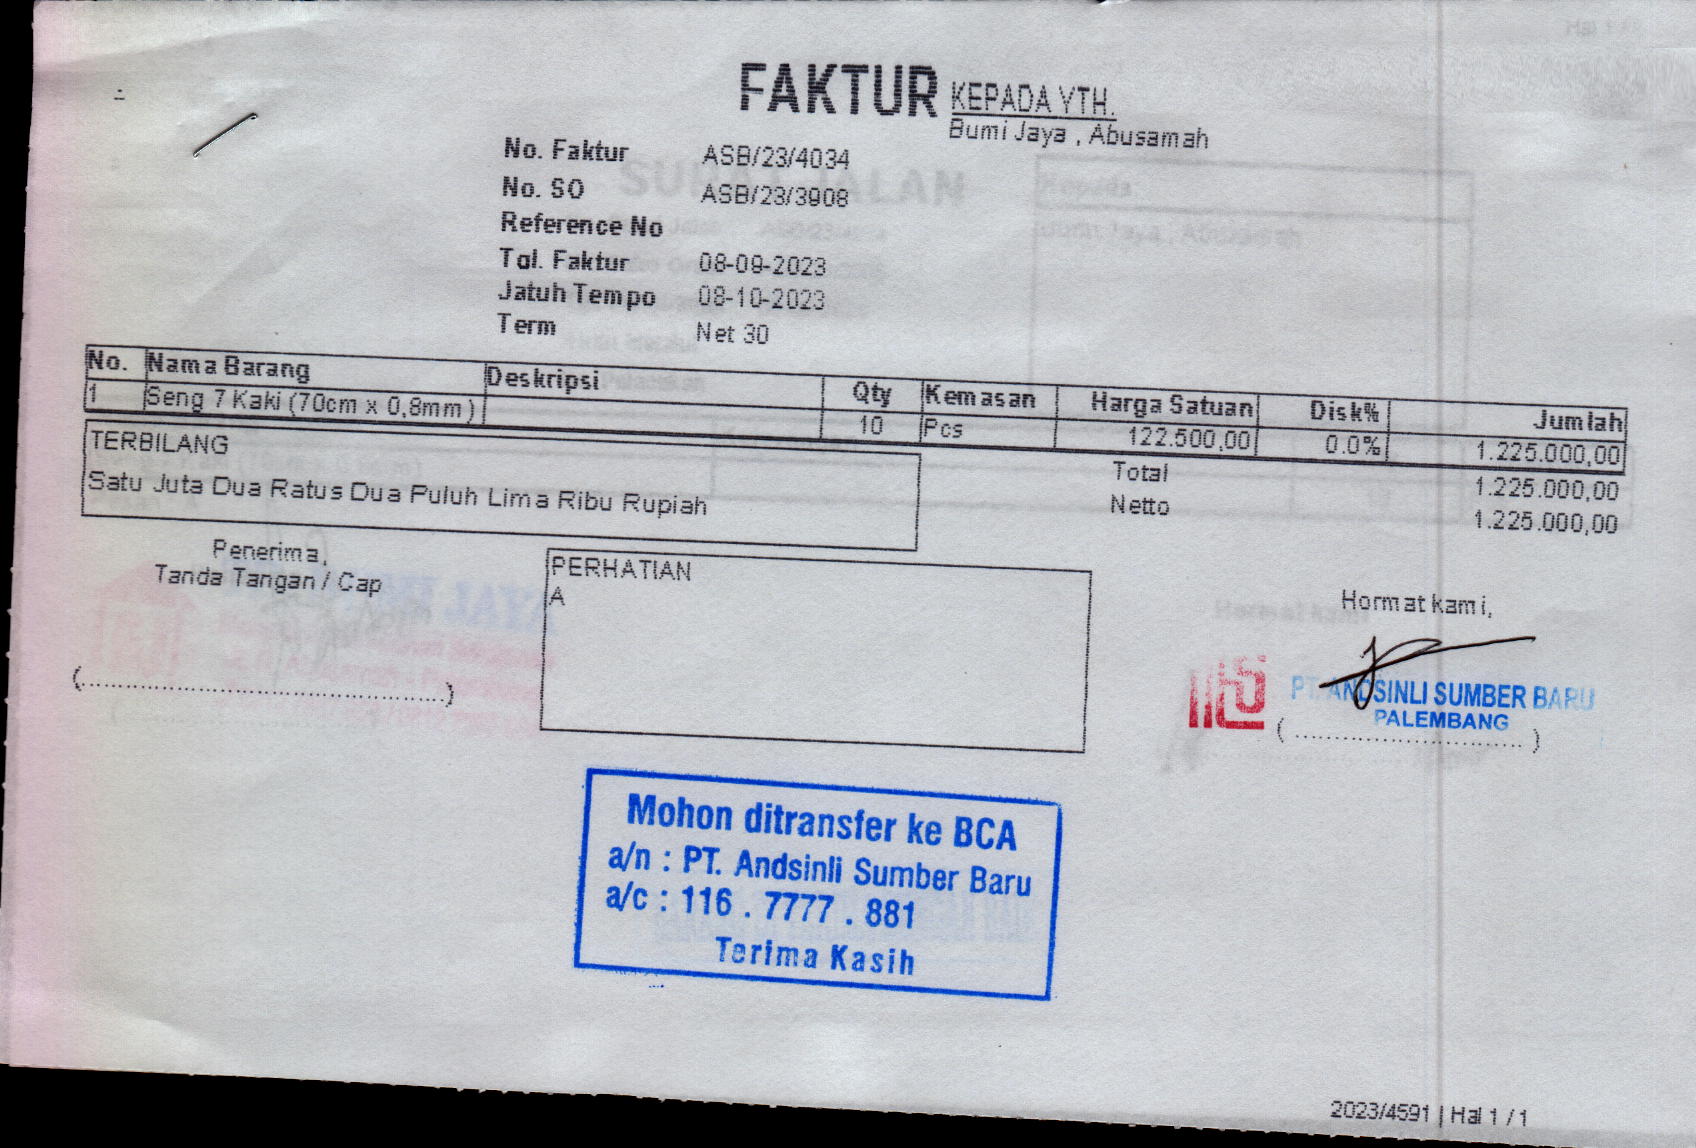 FAKTUR
KEPADA YTH.
Bumi Jaya , Abusamah
No. Faktur ASB/23/4034
No. SO ASB/23/3908
Reference No
Tgl. Faktur 08-09-2023
Jatuh Tempo 08-10-2023
Term Net 30
No. Nama Barang Deskripsi Qty Kemasan Harga Satuan Disk% Jumlah
1 Seng 7 Kaki (70cm x 0,8mm) 10 Pcs 122.500,00 0.0% 1.225.000,00
TERBILANG
Satu Juta Dua Ratus Dua Puluh Lima Ribu Rupiah
Total 1.225.000,00
Netto 1.225.000,00
Penerima,
Tanda Tangan / Cap
(..........................................................)
PERHATIAN
A
Hormat kami,
PT. ANDSINLI SUMBER BARU
PALEMBANG
( .................................... )
Mohon ditransfer ke BCA
a/n : PT. Andsinli Sumber Baru
a/c : 116 . 7777 . 881
Terima Kasih
2023/4591 | Hal 1 / 1